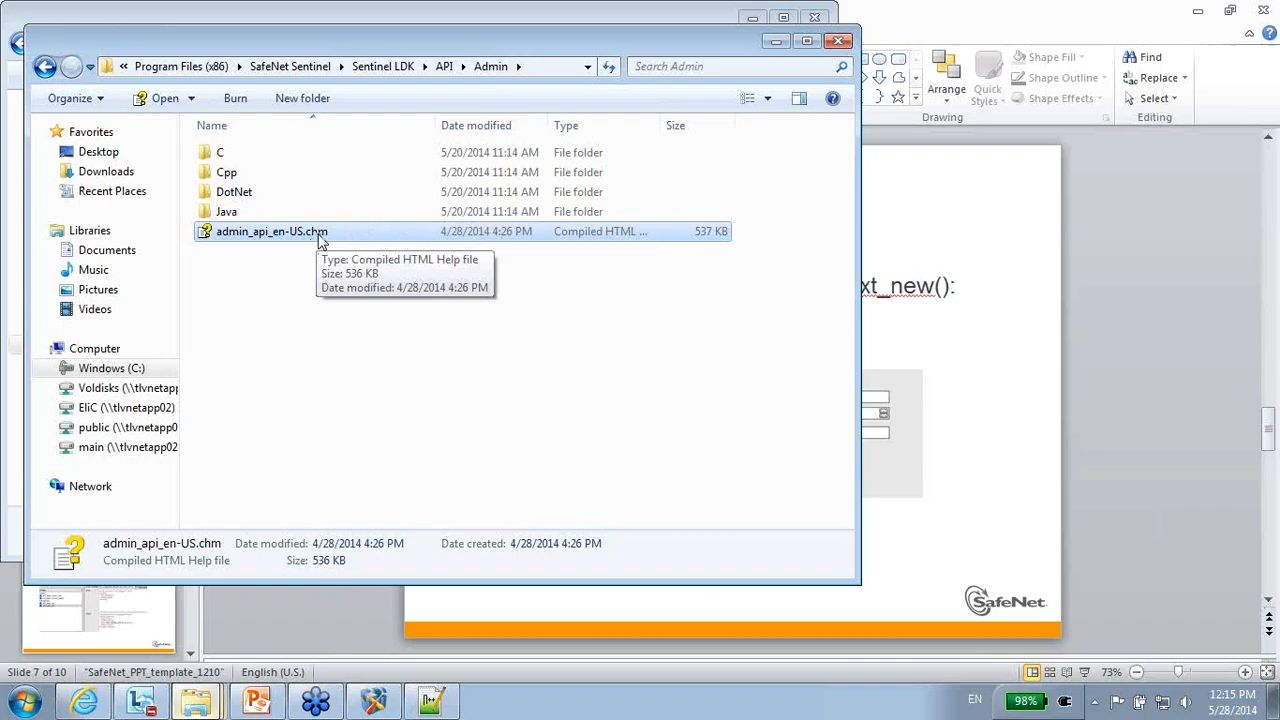 « Program Files (x86) SafeNet Sentinel Sentinel LDK API Admin
Search Admin
Organize Open Burn New folder
Name Date modified Type Size
Favorites
Desktop
Downloads
Recent Places
Libraries
Documents
Music
Pictures
Videos
Computer
Windows (C:)
Voldisks (\\tlvnetapp
EliC (\\tlvnetapp02)
public (\\tlvnetapp0
main (\\tlvnetapp02
Network
C 5/20/2014 11:14 AM File folder
Cpp 5/20/2014 11:14 AM File folder
DotNet 5/20/2014 11:14 AM File folder
Java 5/20/2014 11:14 AM File folder
admin_api_en-US.chm 4/28/2014 4:26 PM Compiled HTML ... 537 KB
Type: Compiled HTML Help file
Size: 536 KB
Date modified: 4/28/2014 4:26 PM
admin_api_en-US.chm Date modified: 4/28/2014 4:26 PM Date created: 4/28/2014 4:26 PM
Compiled HTML Help file Size: 536 KB
Arrange
Quick
Styles
Shape Fill
Shape Outline
Shape Effects
Drawing
Find
Replace
Select
Editing
xt_new():
SafeNet.
Slide 7 of 10 "SafeNet_PPT_template_1210" English (U.S.) 73%
EN 98% 12:15 PM
5/28/2014